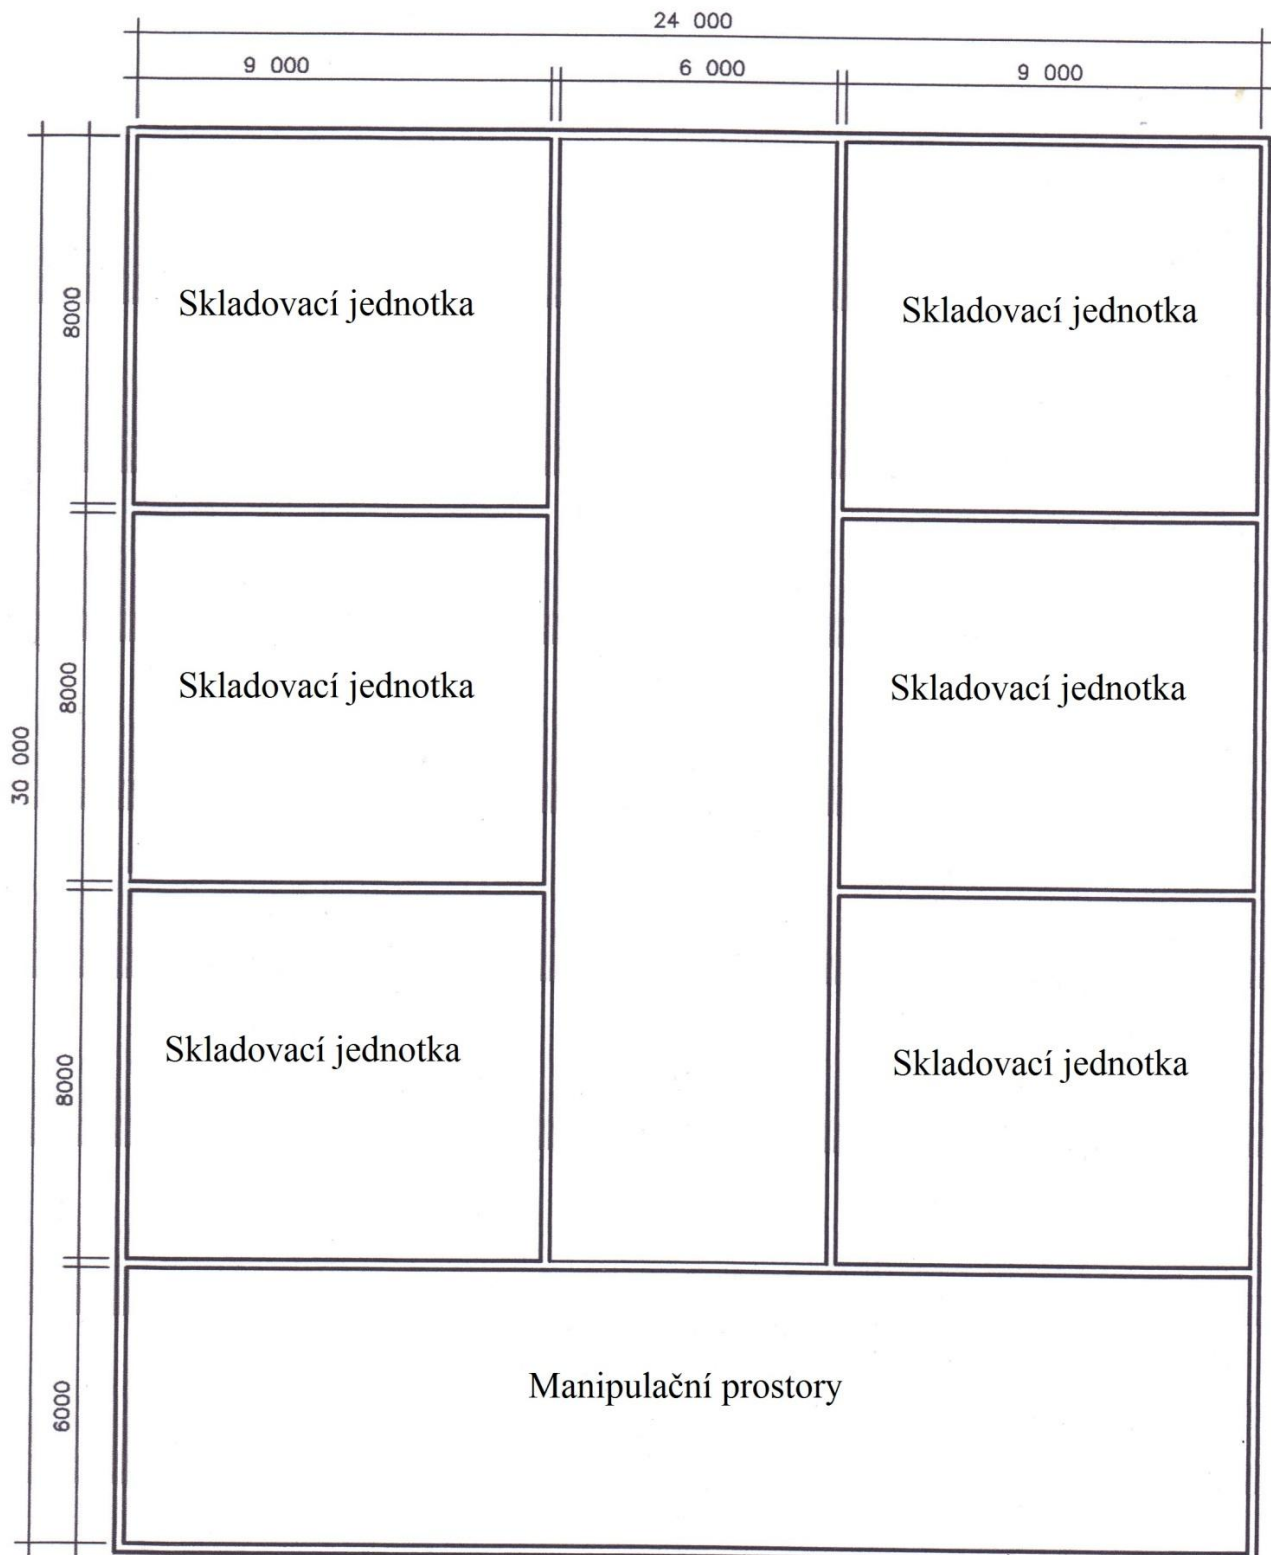 24 000
9 000
6 000
9 000
Skladovací jednotka
Skladovací jednotka
8000
Skladovací jednotka
Skladovací jednotka
8000
30 000
Skladovací jednotka
Skladovací jednotka
8000
Manipulační prostory
6000